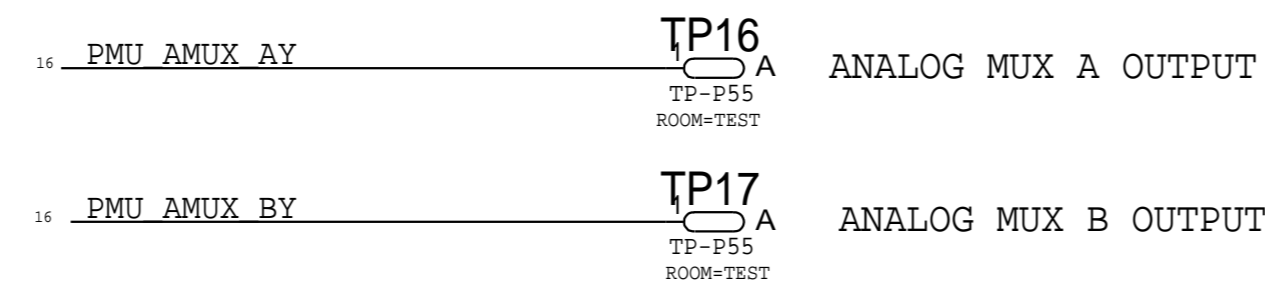 TP16
16 PMU_AMUX_AY 1 A ANALOG MUX A OUTPUT
TP-P55
ROOM=TEST
TP17
16 PMU_AMUX_BY 1 A ANALOG MUX B OUTPUT
TP-P55
ROOM=TEST